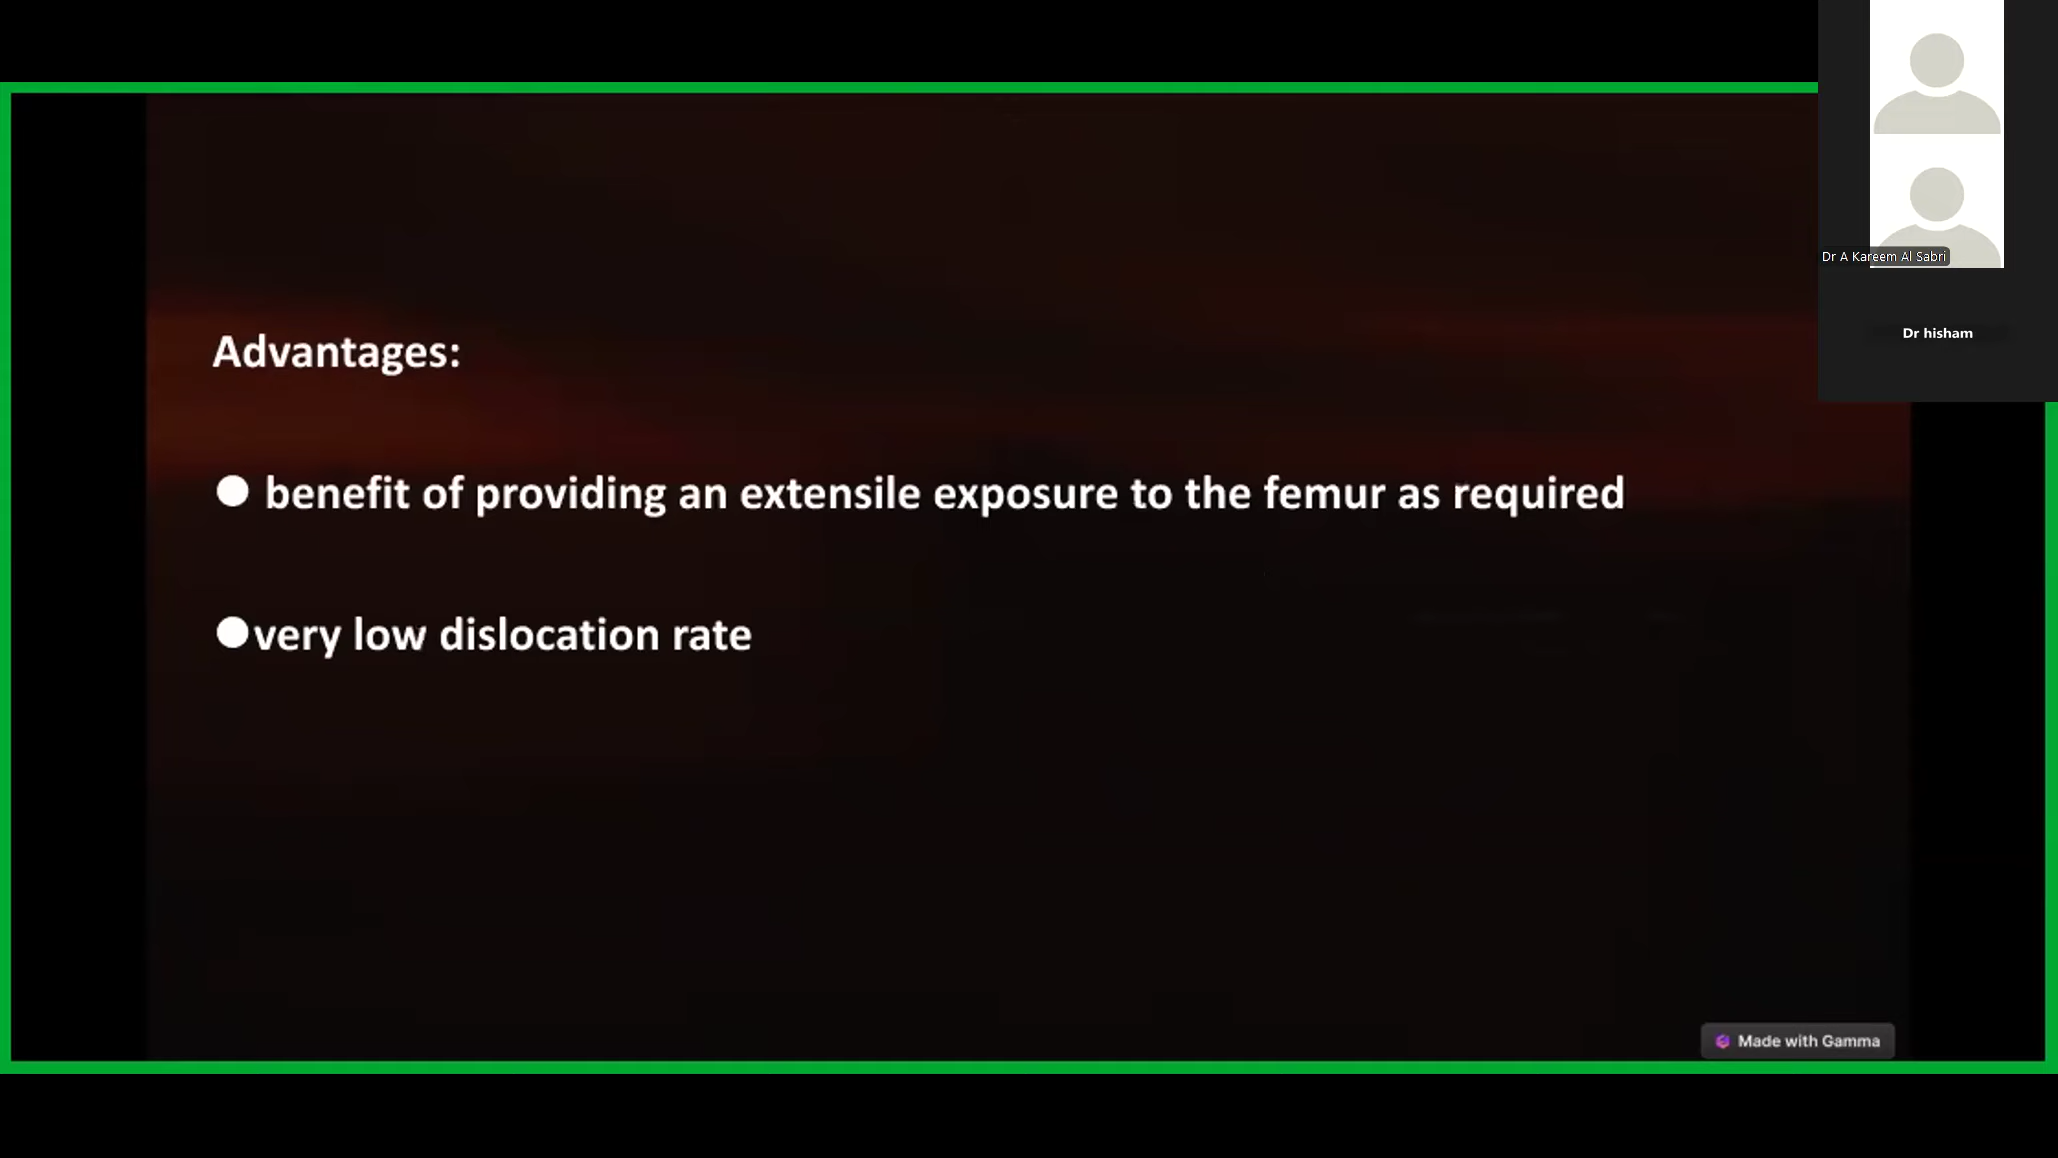 Advantages:
● benefit of providing an extensile exposure to the femur as required
●very low dislocation rate
Dr A Kareem Al Sabri
Dr hisham
Made with Gamma